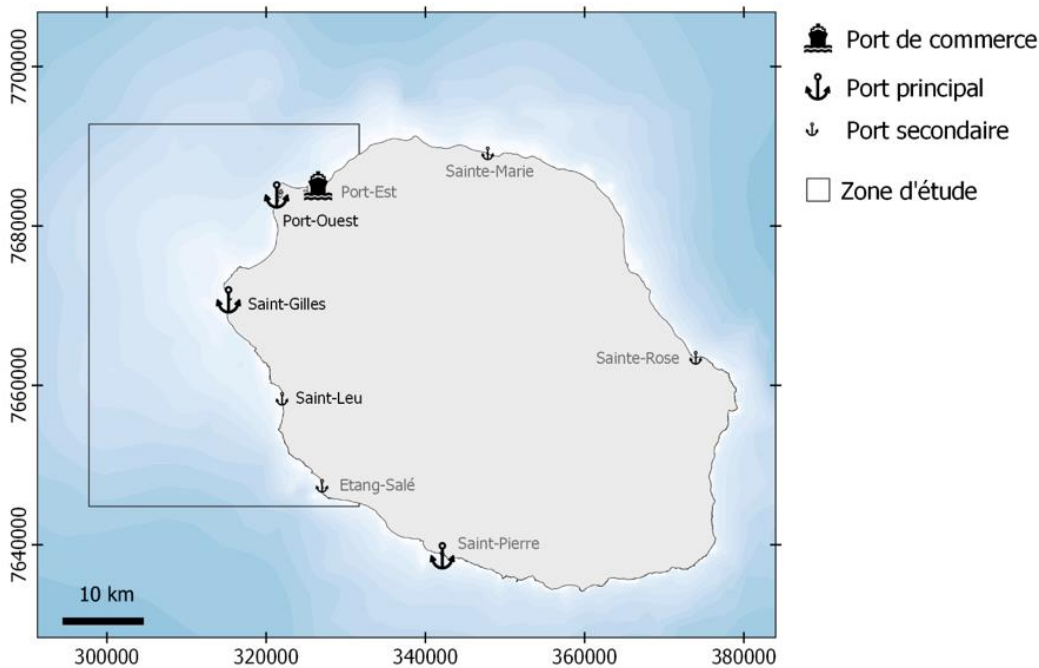 7700000
7680000
7660000
7640000
Sainte-Marie
Port-Est
Port-Ouest
Saint-Gilles
Sainte-Rose
Saint-Leu
Etang-Salé
Saint-Pierre
10 km
300000
320000
340000
360000
380000
Port de commerce
Port principal
Port secondaire
Zone d'étude